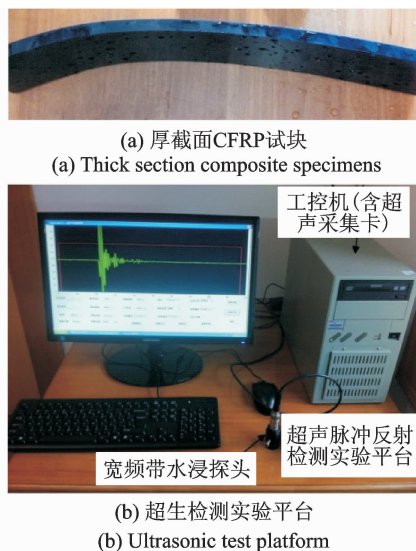 (a) 厚截面CFRP试块
(a) Thick section composite specimens
工控机(含超
声采集卡)
超声脉冲反射
检测实验平台
宽频带水浸探头
(b) 超生检测实验平台
(b) Ultrasonic test platform